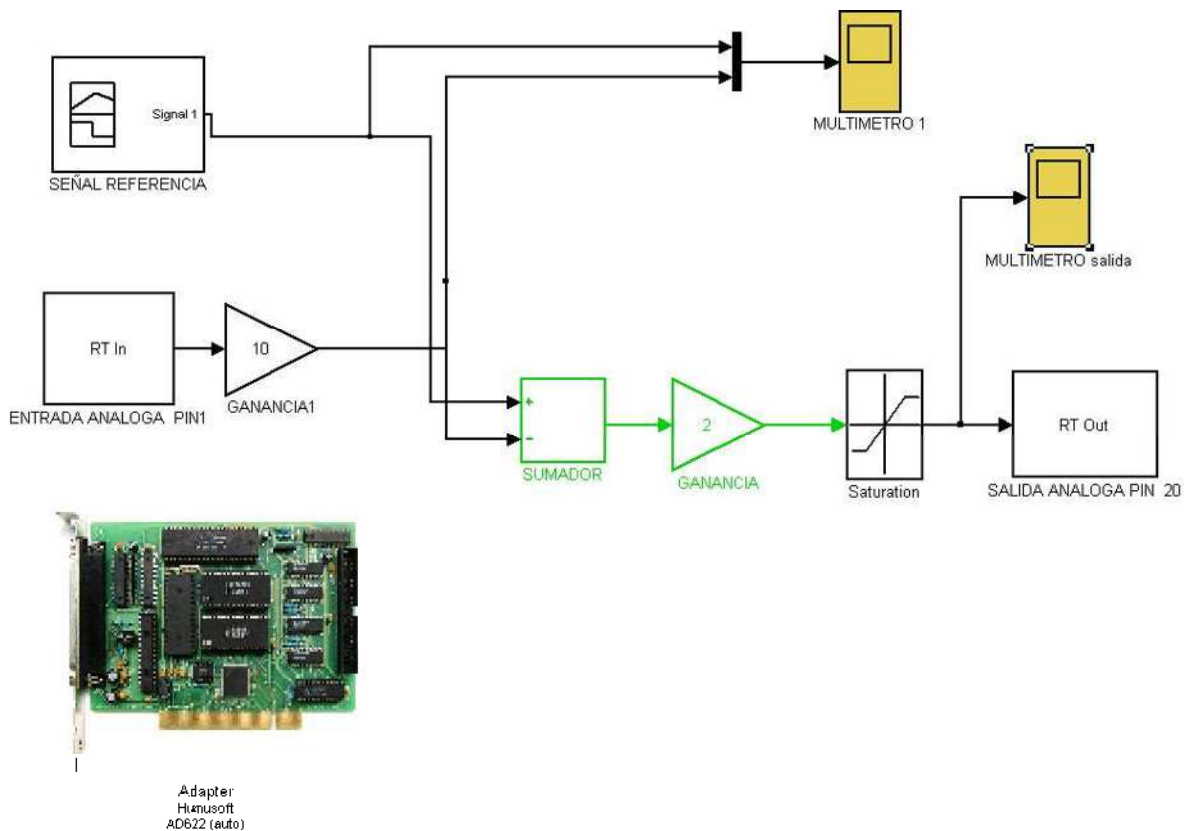 Signal 1
SEÑAL REFERENCIA
MULTIMETRO 1
MULTIMETRO salida
RT In
ENTRADA ANALOGA PIN1
10
GANANCIA1
+
-
SUMADOR
2
GANANCIA
Saturation
RT Out
SALIDA ANALOGA PIN 20
Adapter
Humusoft
AD622 (auto)